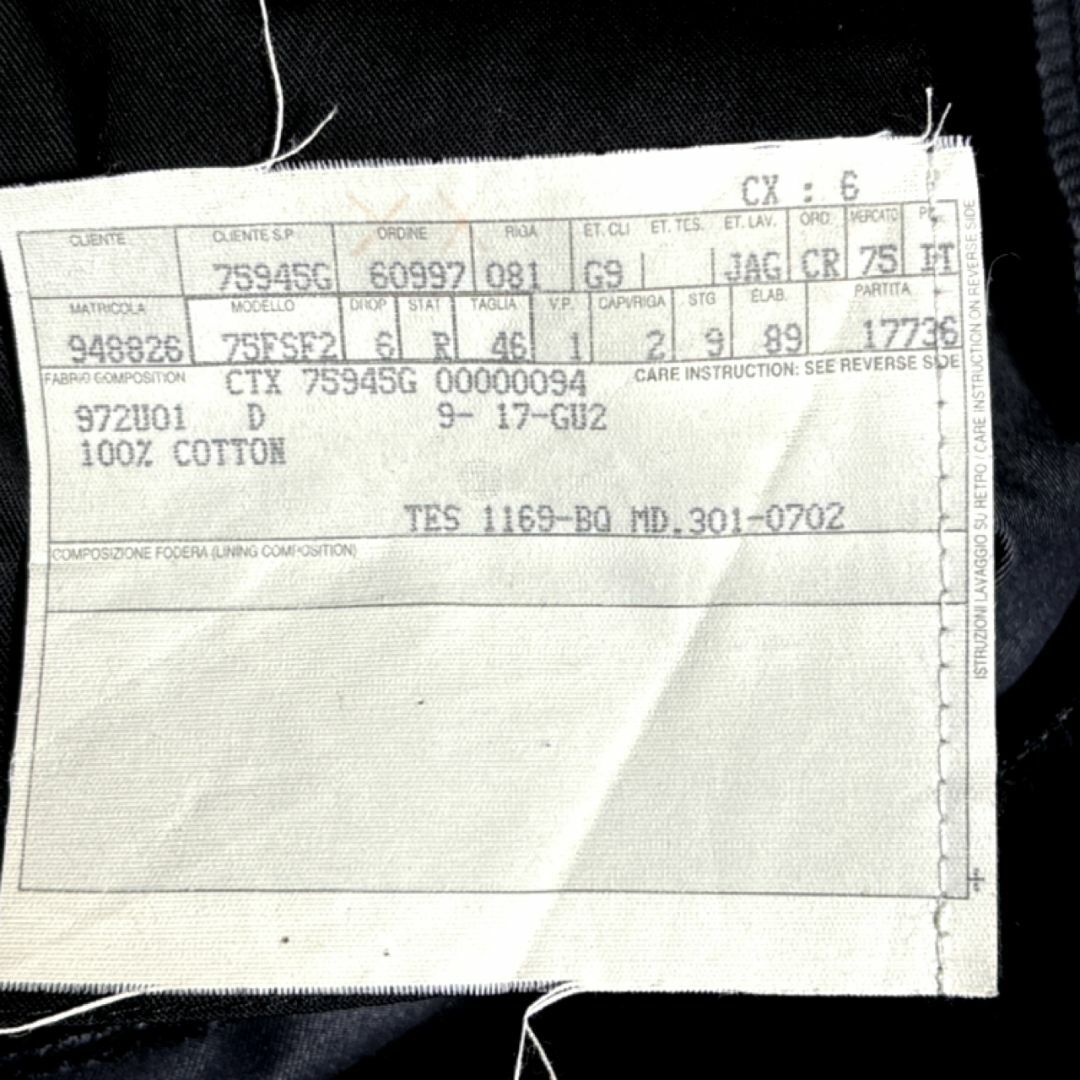 CX : 6
CLIENTE CLIENTE S.P ORDINE RIGA ET. CLI ET. TES. ET. LAV. ORD. MERCATO
75945G 60997 081 G9 JAG CR 75 IT
MATRICOLA MODELLO DROP STAT TAGLIA V.P. CAPI/RIGA STG ELAB. PARTITA
948826 75FSF2 6 R 46 1 2 9 89 17736
FABRIC COMPOSITION CTX 75945G 00000094 CARE INSTRUCTION: SEE REVERSE SIDE
972U01 D 9- 17-GU2
100% COTTON
TES 1169-BQ MD.301-0702
COMPOSIZIONE FODERA (LINING COMPOSITION)
ISTRUZIONI LAVAGGIO SU RETRO / CARE INSTRUCTION ON REVERSE SIDE